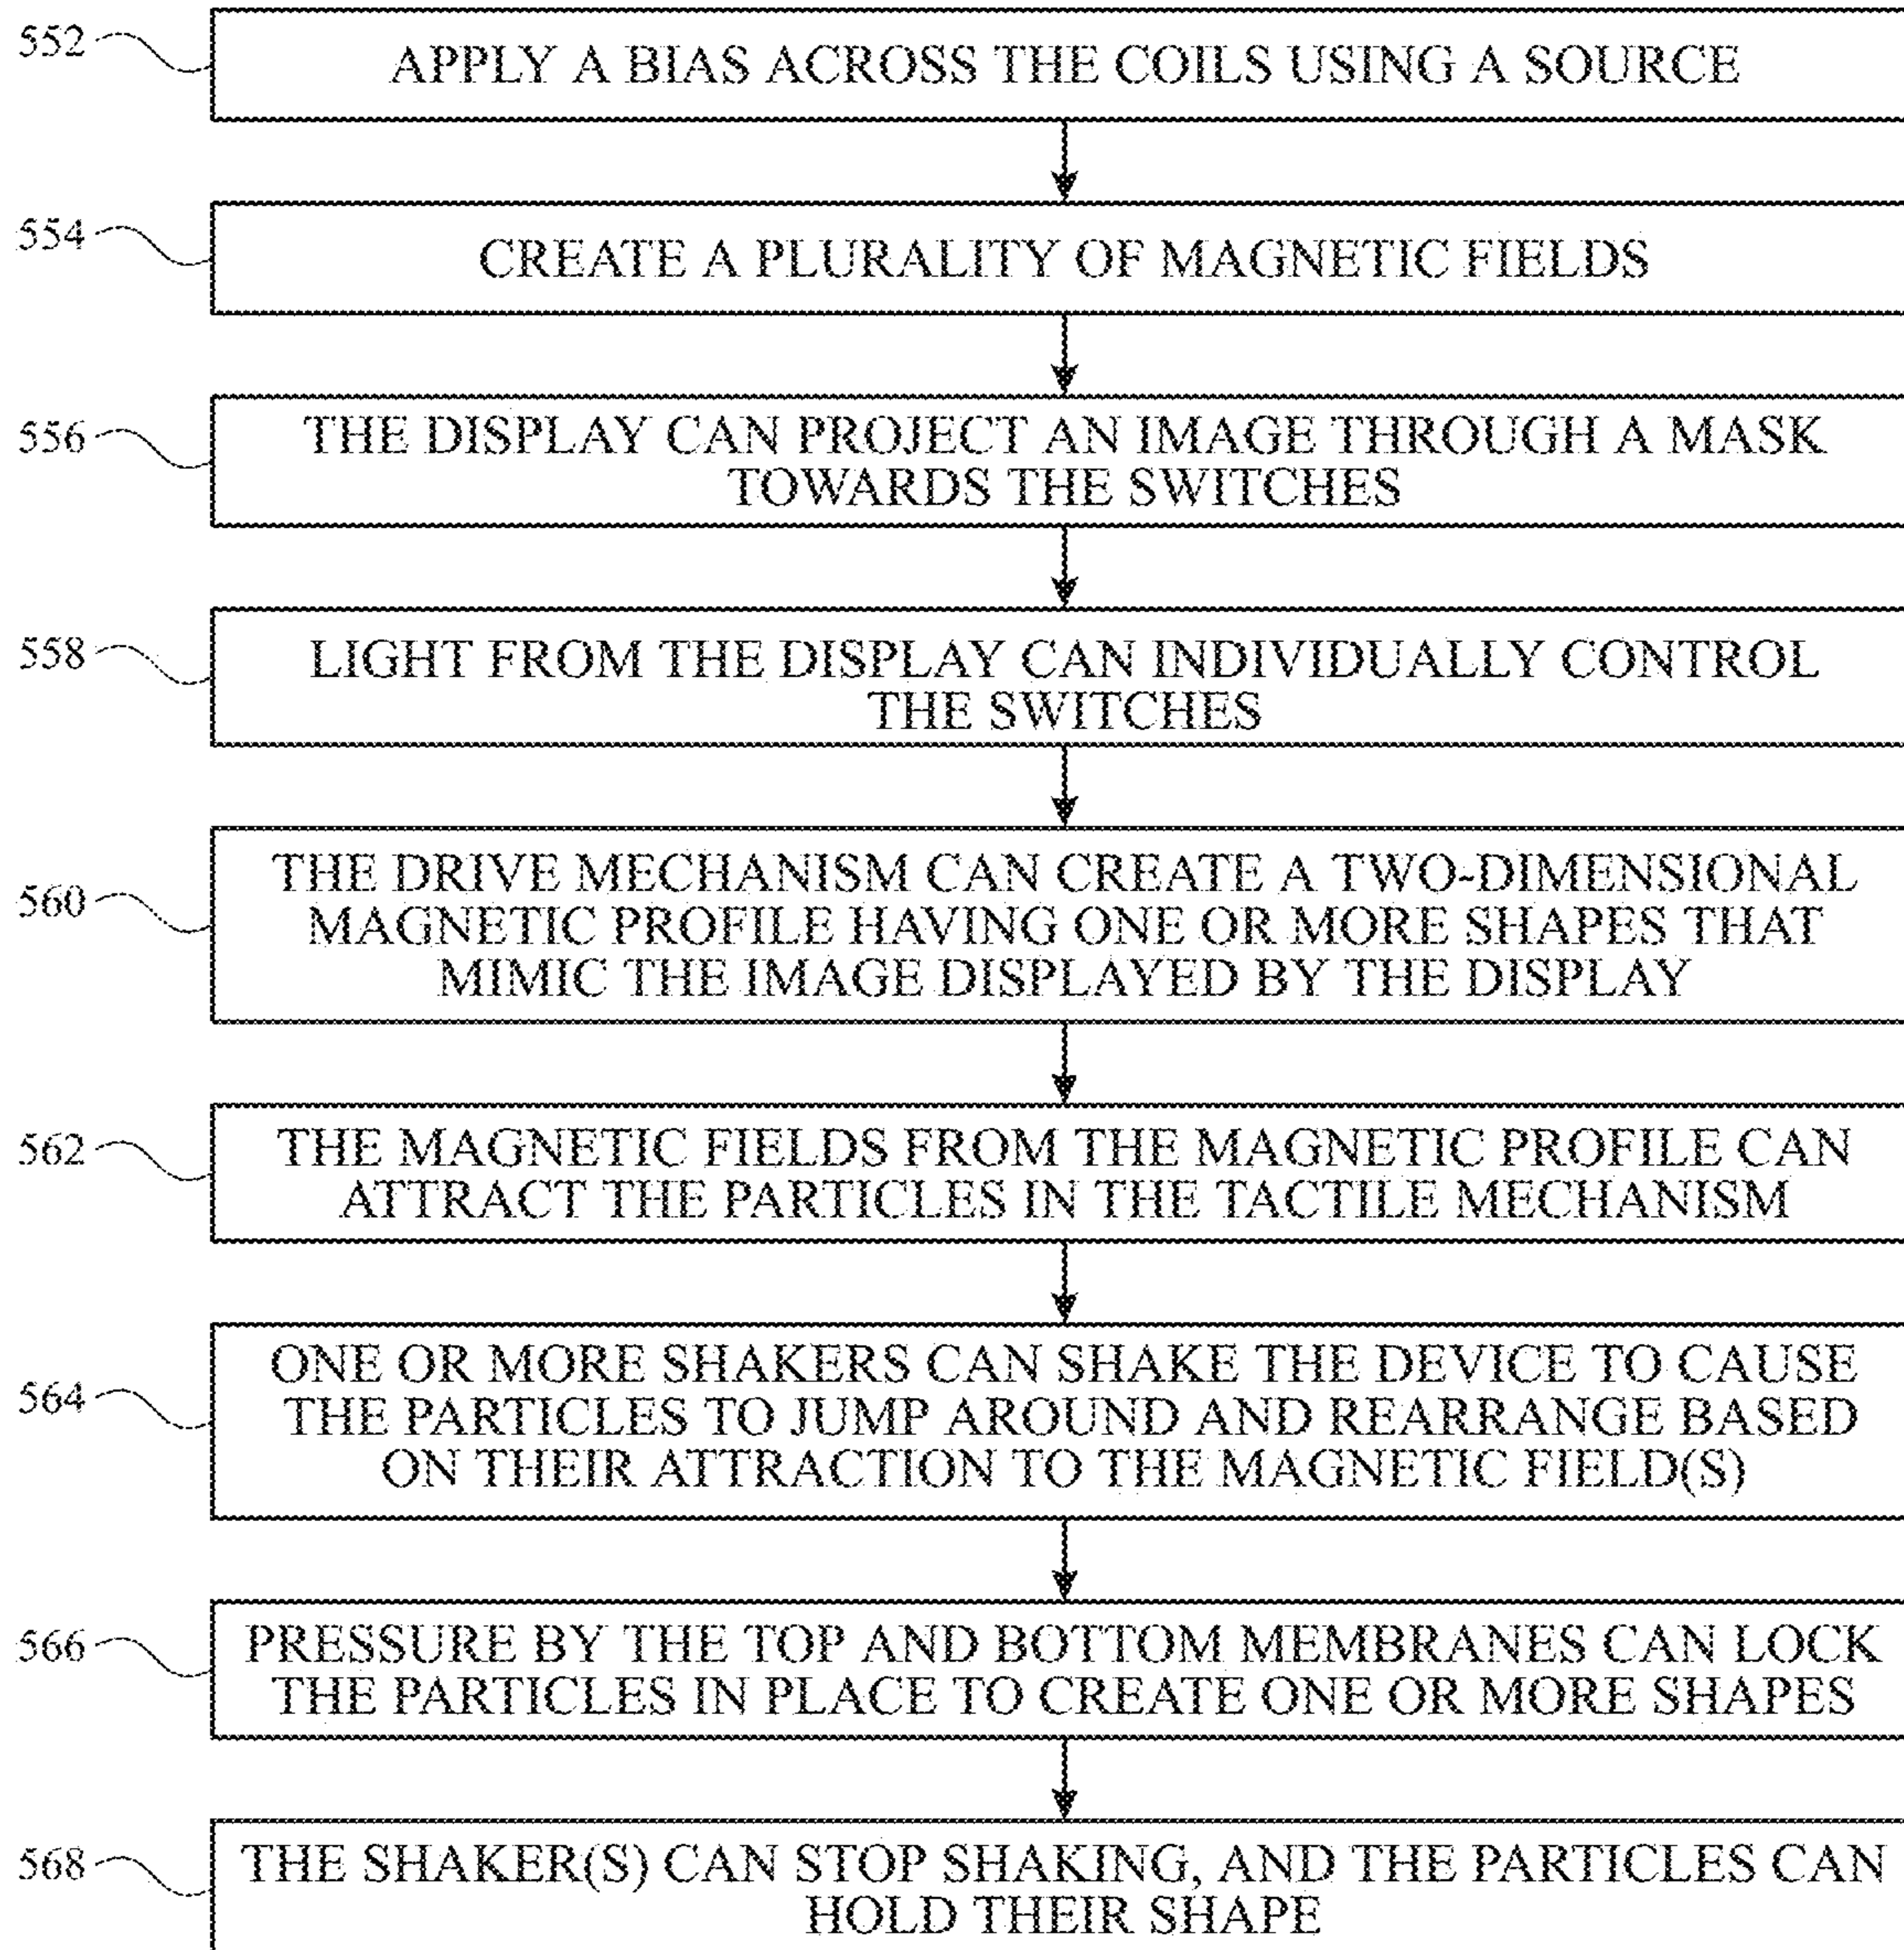 552
APPLY A BIAS ACROSS THE COILS USING A SOURCE
554
CREATE A PLURALITY OF MAGNETIC FIELDS
556
THE DISPLAY CAN PROJECT AN IMAGE THROUGH A MASK
TOWARDS THE SWITCHES
558
LIGHT FROM THE DISPLAY CAN INDIVIDUALLY CONTROL
THE SWITCHES
560
THE DRIVE MECHANISM CAN CREATE A TWO-DIMENSIONAL
MAGNETIC PROFILE HAVING ONE OR MORE SHAPES THAT
MIMIC THE IMAGE DISPLAYED BY THE DISPLAY
562
THE MAGNETIC FIELDS FROM THE MAGNETIC PROFILE CAN
ATTRACT THE PARTICLES IN THE TACTILE MECHANISM
564
ONE OR MORE SHAKERS CAN SHAKE THE DEVICE TO CAUSE
THE PARTICLES TO JUMP AROUND AND REARRANGE BASED
ON THEIR ATTRACTION TO THE MAGNETIC FIELD(S)
566
PRESSURE BY THE TOP AND BOTTOM MEMBRANES CAN LOCK
THE PARTICLES IN PLACE TO CREATE ONE OR MORE SHAPES
568
THE SHAKER(S) CAN STOP SHAKING, AND THE PARTICLES CAN
HOLD THEIR SHAPE